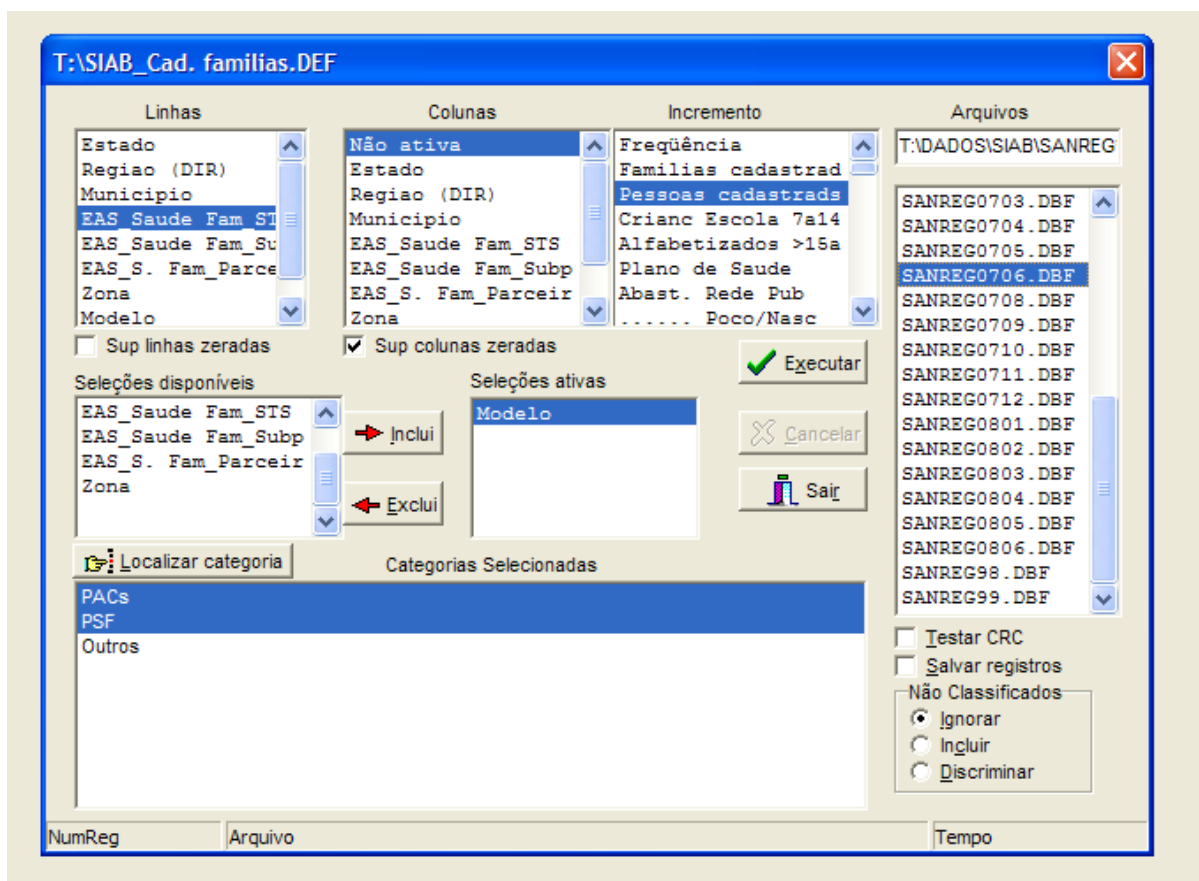 T:\SIAB_Cad. familias.DEF
Linhas
Estado
Regiao (DIR)
Municipio
EAS_Saude Fam_ST
EAS_Saude Fam_Su
EAS_S. Fam_Parce
Zona
Modelo
Sup linhas zeradas
Colunas
Não ativa
Estado
Regiao (DIR)
Municipio
EAS_Saude Fam_STS
EAS_Saude Fam_Subp
EAS_S. Fam_Parceir
Zona
Sup colunas zeradas
Incremento
Freqüência
Familias cadastrad
Pessoas cadastrads
Crianc Escola 7a14
Alfabetizados >15a
Plano de Saude
Abast. Rede Pub
...... Poco/Nasc
Arquivos
T:\DADOS\SIAB\SANREG
SANREG0703.DBF
SANREG0704.DBF
SANREG0705.DBF
SANREG0706.DBF
SANREG0708.DBF
SANREG0709.DBF
SANREG0710.DBF
SANREG0711.DBF
SANREG0712.DBF
SANREG0801.DBF
SANREG0802.DBF
SANREG0803.DBF
SANREG0804.DBF
SANREG0805.DBF
SANREG0806.DBF
SANREG98.DBF
SANREG99.DBF
Seleções disponíveis
EAS_Saude Fam_STS
EAS_Saude Fam_Subp
EAS_S. Fam_Parceir
Zona
Inclui
Exclui
Seleções ativas
Modelo
Executar
Cancelar
Sair
Localizar categoria
Categorias Selecionadas
PACs
PSF
Outros
Testar CRC
Salvar registros
Não Classificados
Ignorar
Incluir
Discriminar
NumReg
Arquivo
Tempo